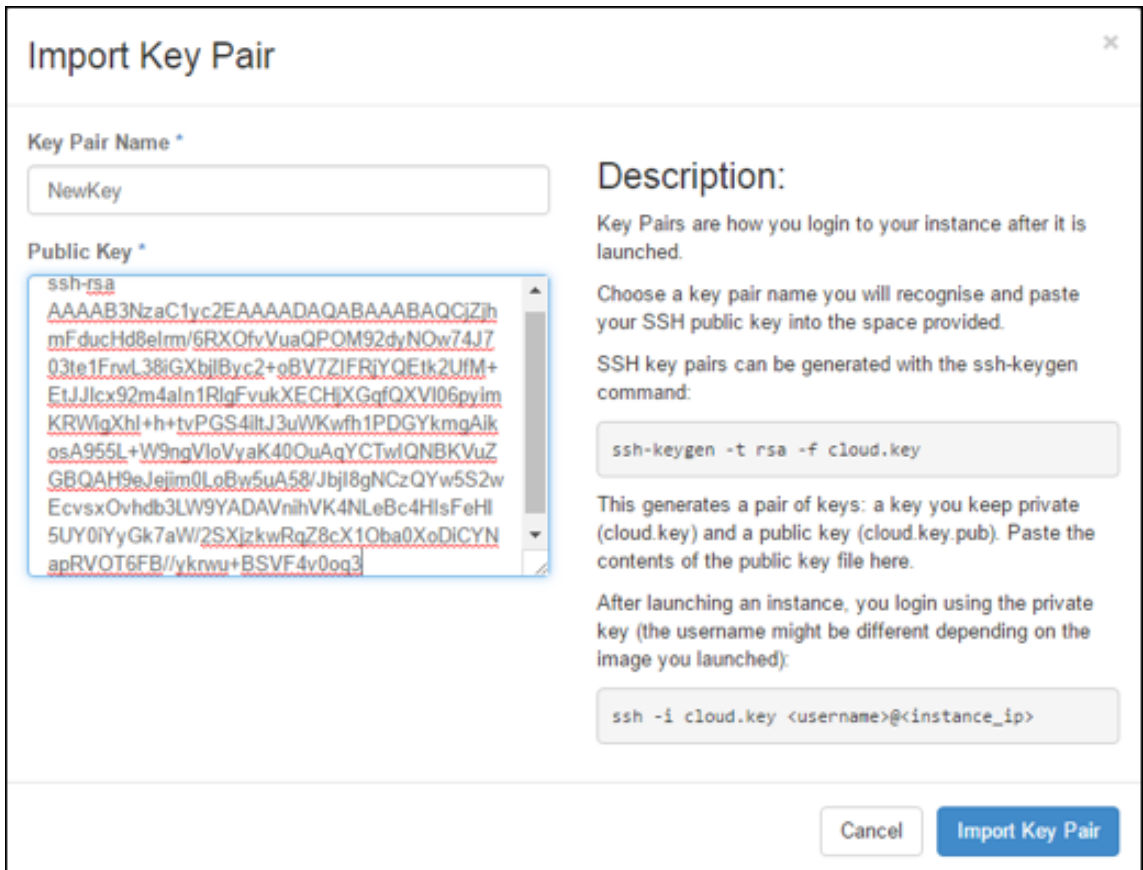 Import Key Pair
×
Key Pair Name *
NewKey
Public Key *
ssh-rsa
AAAAB3NzaC1yc2EAAAADAQABAAABAQCjZjh
mFducHd8elrm/6RXOfvVuaQPOM92dyNOw74J7
03te1FrwL38iGXbjlByc2+oBV7ZIFRjYQEtk2UfM+
EtJJlcx92m4aln1RlgFvukXECHjXGqfQXVl06pyim
KRWigXhI+h+tvPGS4iltJ3uWKwfh1PDGYkmgAik
osA955L+W9ngVloVyaK40OuAqYCTwIQNBKVuZ
GBQAH9eJejim0LoBw5uA58/Jbjl8gNCzQYw5S2w
EcvsxOvhdb3LW9YADAVnihVK4NLeBc4HlsFeHl
5UY0iYyGk7aW/2SXjzkwRqZ8cX1Oba0XoDiCYN
apRVOT6FB//ykrwu+BSVF4v0oq3
Description:
Key Pairs are how you login to your instance after it is
launched.
Choose a key pair name you will recognise and paste
your SSH public key into the space provided.
SSH key pairs can be generated with the ssh-keygen
command:
ssh-keygen -t rsa -f cloud.key
This generates a pair of keys: a key you keep private
(cloud.key) and a public key (cloud.key.pub). Paste the
contents of the public key file here.
After launching an instance, you login using the private
key (the username might be different depending on the
image you launched):
ssh -i cloud.key <username>@<instance_ip>
Cancel
Import Key Pair